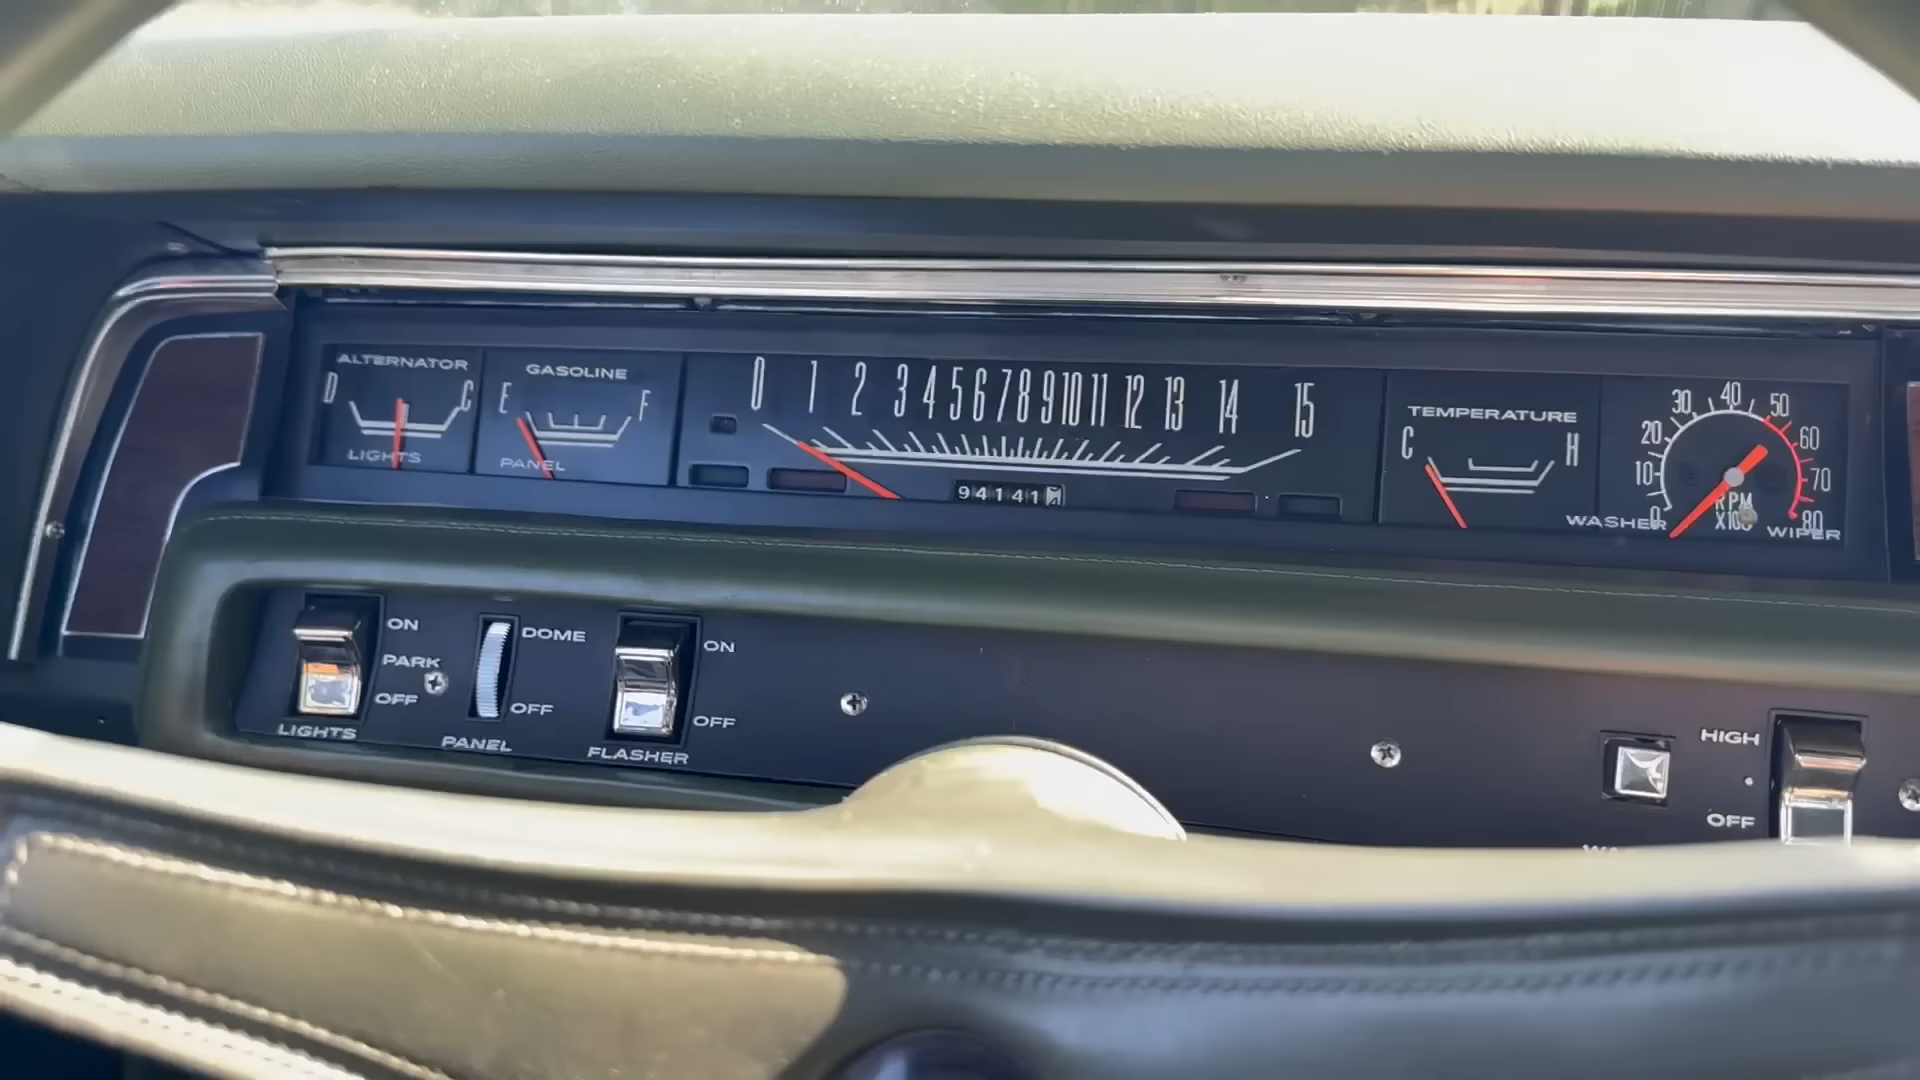 ALTERNATOR
D C
LIGHTS
GASOLINE
E F
PANEL
0 1 2 3 4 5 6 7 8 9 10 11 12 13 14 15
94141
TEMPERATURE
C H
WASHER
0 10 20 30 40 50 60 70 80
RPM
X100
WIPER
ON
PARK
OFF
LIGHTS
DOME
OFF
PANEL
ON
OFF
FLASHER
HIGH
OFF